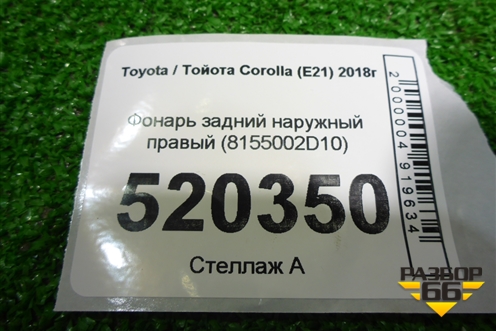 Toyota / Тойота Corolla (E21) 2018г
Фонарь задний наружный
правый (8155002D10)
520350
Стеллаж А
2000004919634
РАЗБОР
66